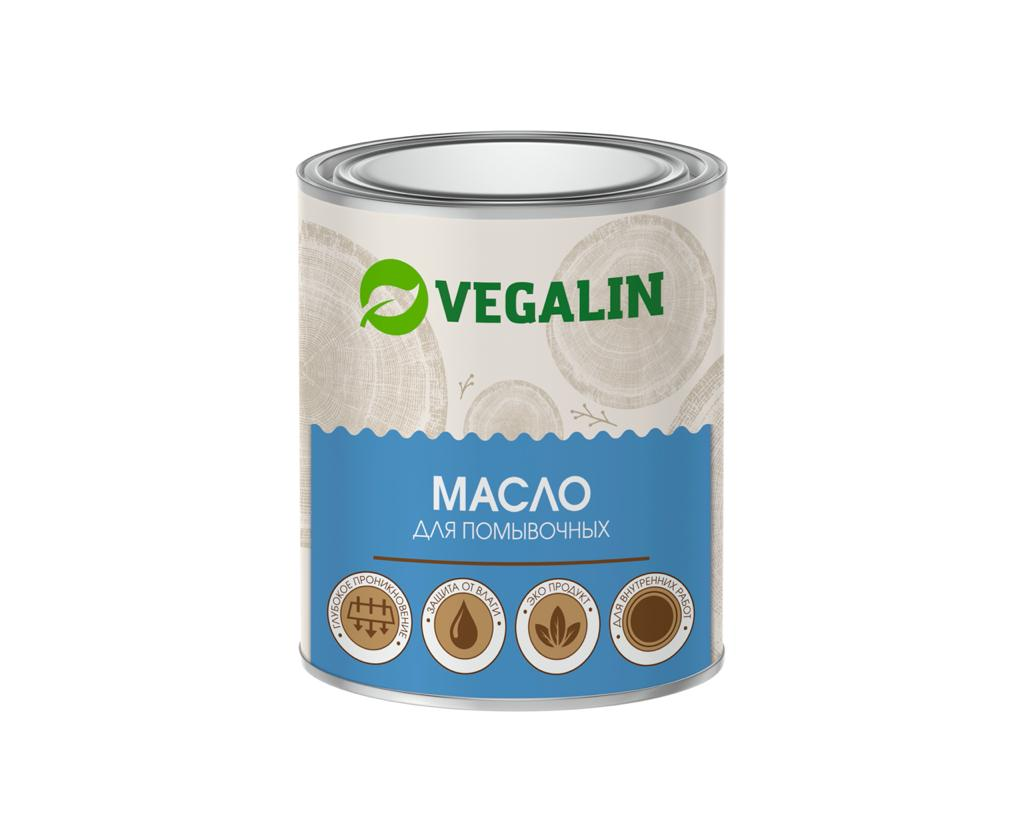 VEGALIN
МАСЛО
ДЛЯ ПОМЫВОЧНЫХ
• ГЛУБОКОЕ ПРОНИКНОВЕНИЕ •
• ЗАЩИТА ОТ ВЛАГИ •
• ЭКО ПРОДУКТ •
• ДЛЯ ВНУТРЕННИХ РАБОТ •